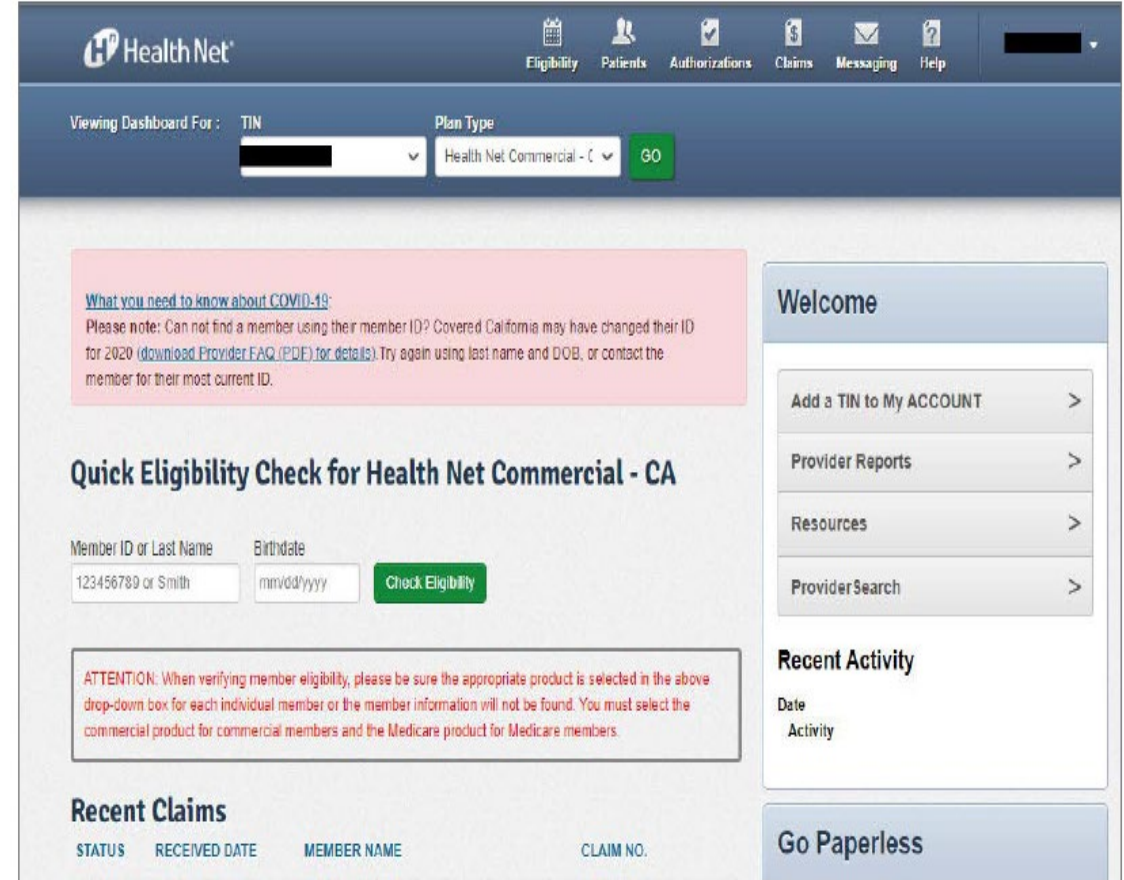 Health Net
Eligibility Patients Authorizations Claims Messaging Help
Viewing Dashboard For : TIN Plan Type
Health Net Commercial - C GO
What you need to know about COVID-19:
Please note: Can not find a member using their member ID? Covered California may have changed their ID
for 2020 (download Provider FAQ (PDF) for details).Try again using last name and DOB, or contact the
member for their most current ID.
Quick Eligibility Check for Health Net Commercial - CA
Member ID or Last Name Birthdate
123456789 or Smith mm/dd/yyyy Check Eligibility
ATTENTION: When verifying member eligibility, please be sure the appropriate product is selected in the above
drop-down box for each individual member or the member information will not be found. You must select the
commercial product for commercial members and the Medicare product for Medicare members.
Recent Claims
STATUS RECEIVED DATE MEMBER NAME CLAIM NO.
Welcome
Add a TIN to My ACCOUNT >
Provider Reports >
Resources >
ProviderSearch >
Recent Activity
Date
Activity
Go Paperless